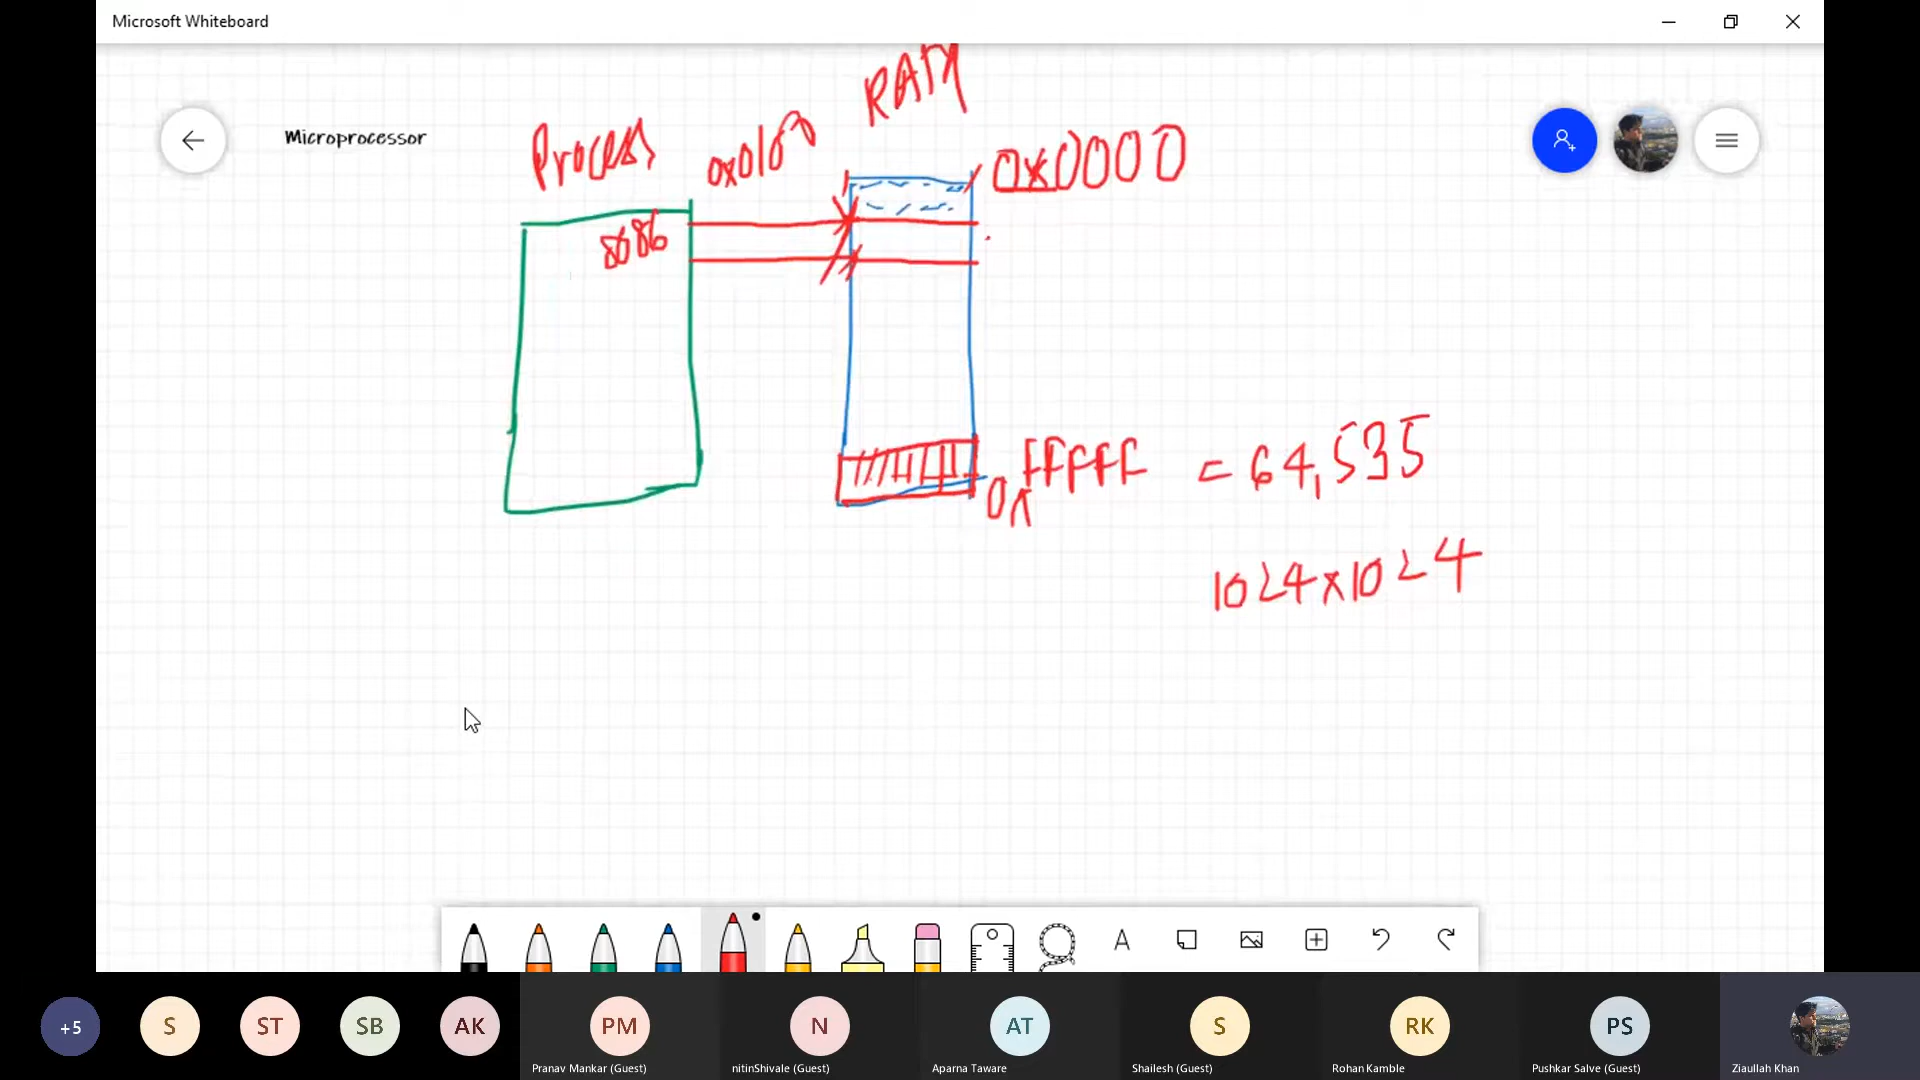 Microsoft Whiteboard
RAM
Microprocessor
Process
0x0100
0x0000
8086
0xFFFFF = 64,535
1024x1024
A
+5
S
ST
SB
AK
PM
N
AT
S
RK
PS
Pranav Mankar (Guest)
nitinShivale (Guest)
Aparna Taware
Shailesh (Guest)
Rohan Kamble
Pushkar Salve (Guest)
Ziaullah Khan